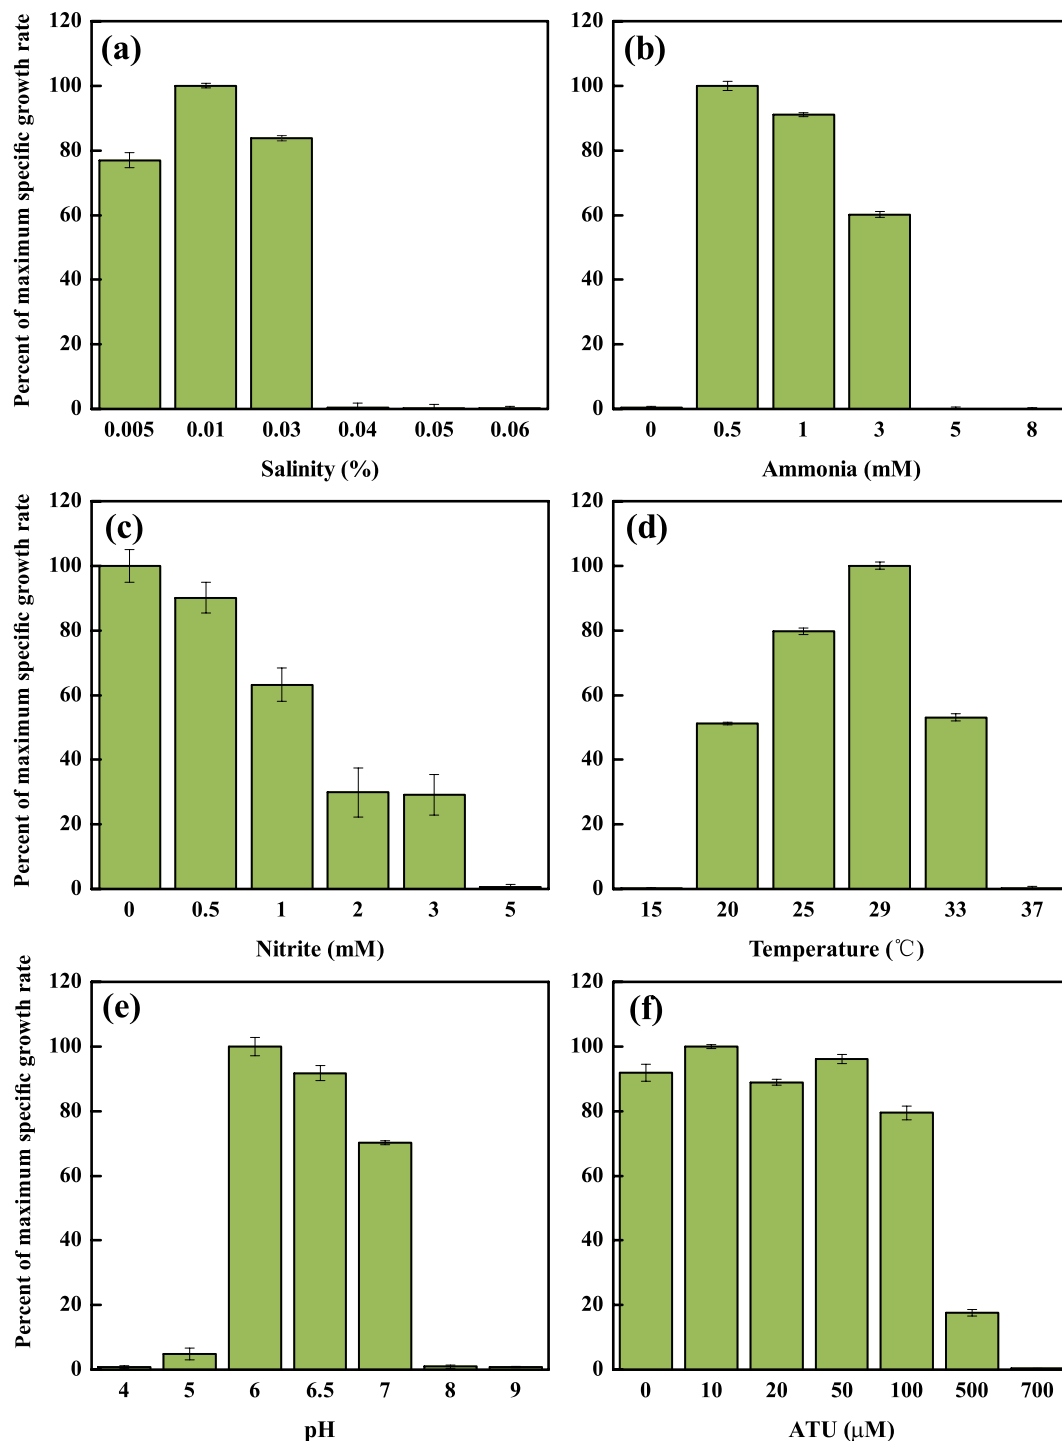 (a)
Percent of maximum specific growth rate
120
100
80
60
40
20
0
0.005 0.01 0.03 0.04 0.05 0.06
Salinity (%)
(b)
120
100
80
60
40
20
0
0 0.5 1 3 5 8
Ammonia (mM)
(c)
Percent of maximum specific growth rate
120
100
80
60
40
20
0
0 0.5 1 2 3 5
Nitrite (mM)
(d)
120
100
80
60
40
20
0
15 20 25 29 33 37
Temperature (℃)
(e)
Percent of maximum specific growth rate
120
100
80
60
40
20
0
4 5 6 6.5 7 8 9
pH
(f)
120
100
80
60
40
20
0
0 10 20 50 100 500 700
ATU (μM)